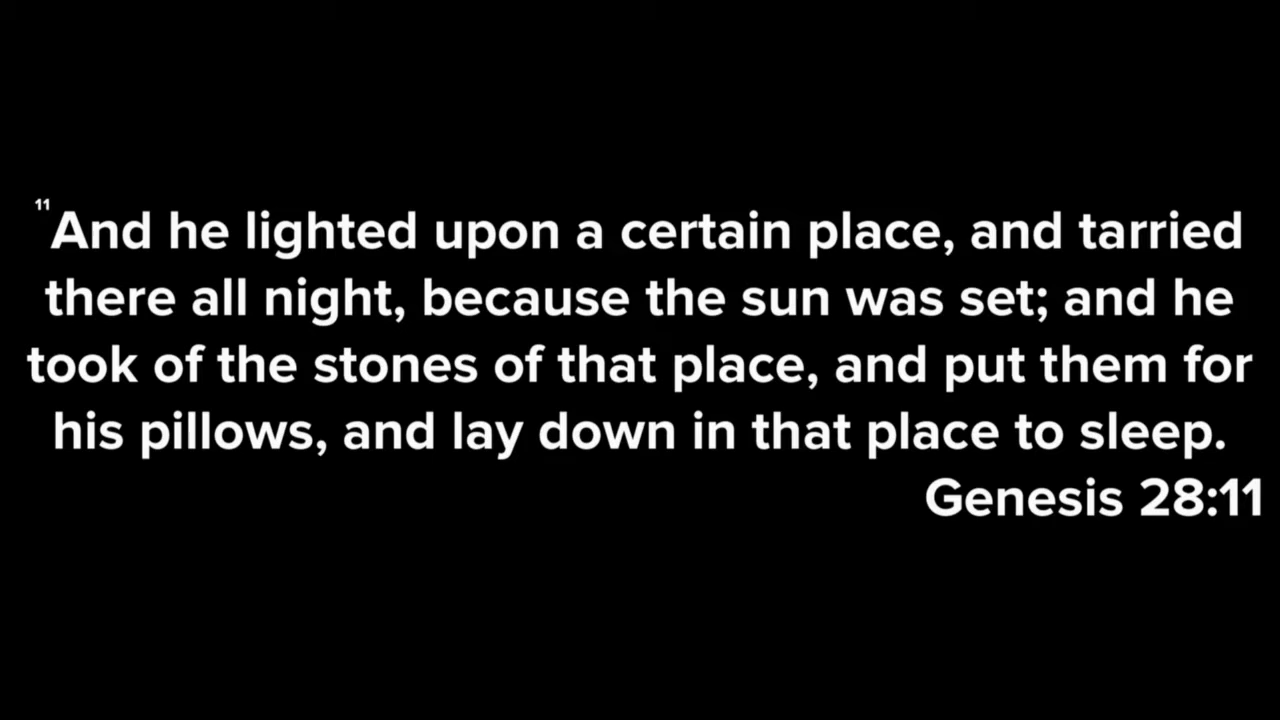 11 And he lighted upon a certain place, and tarried
there all night, because the sun was set; and he
took of the stones of that place, and put them for
his pillows, and lay down in that place to sleep.
Genesis 28:11